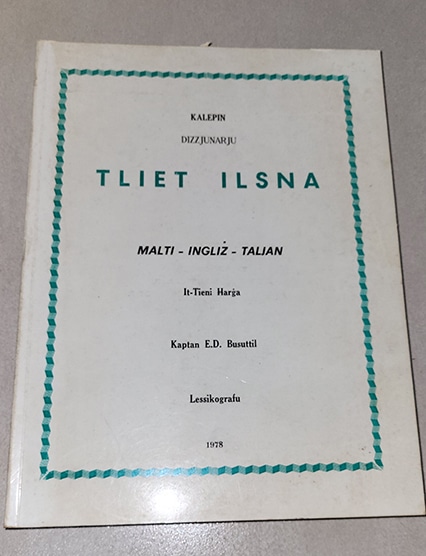 KALEPIN
DIZZJUNARJU
TLIET ILSNA
MALTI - INGLIŻ - TALJAN
It-Tieni Harġa
Kaptan E.D. Busuttil
Lessikografu
1978